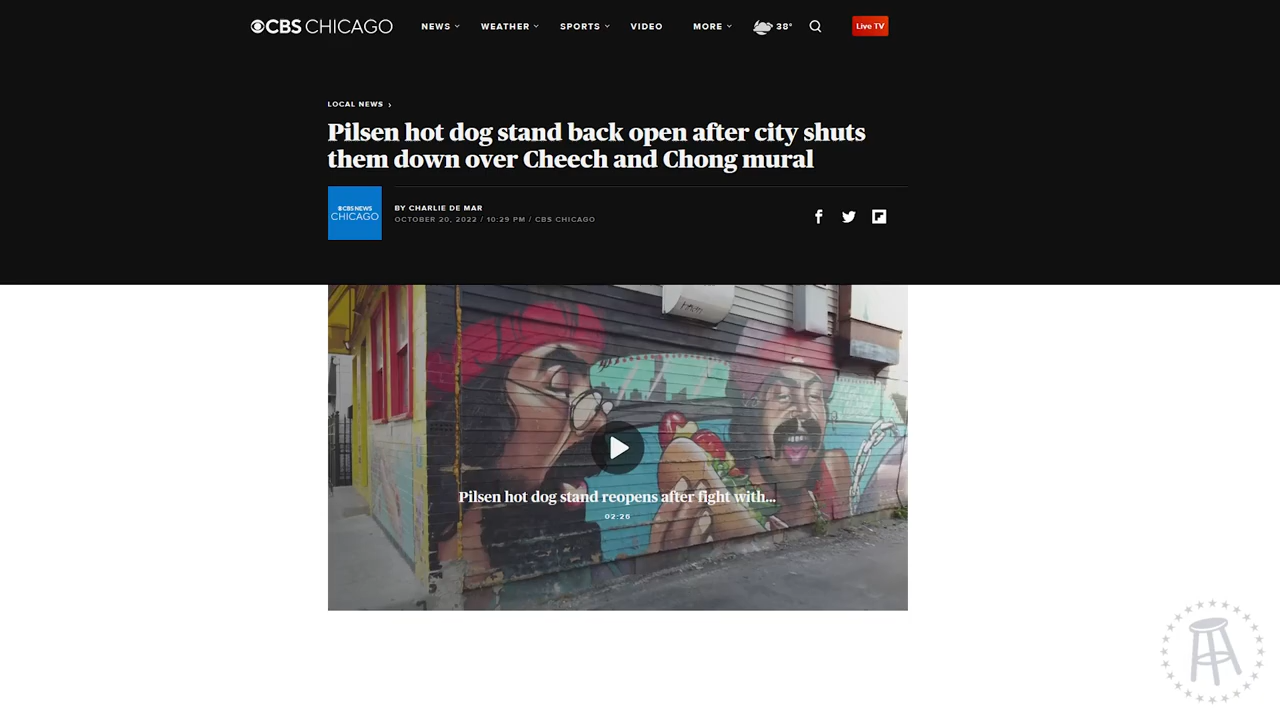 CBS CHICAGO
NEWS
WEATHER
SPORTS
VIDEO
MORE
38°
Live TV
LOCAL NEWS ›
Pilsen hot dog stand back open after city shuts
them down over Cheech and Chong mural
CBS NEWS
CHICAGO
BY CHARLIE DE MAR
OCTOBER 20, 2022 / 10:29 PM / CBS CHICAGO
Pilsen hot dog stand reopens after fight with...
02:26